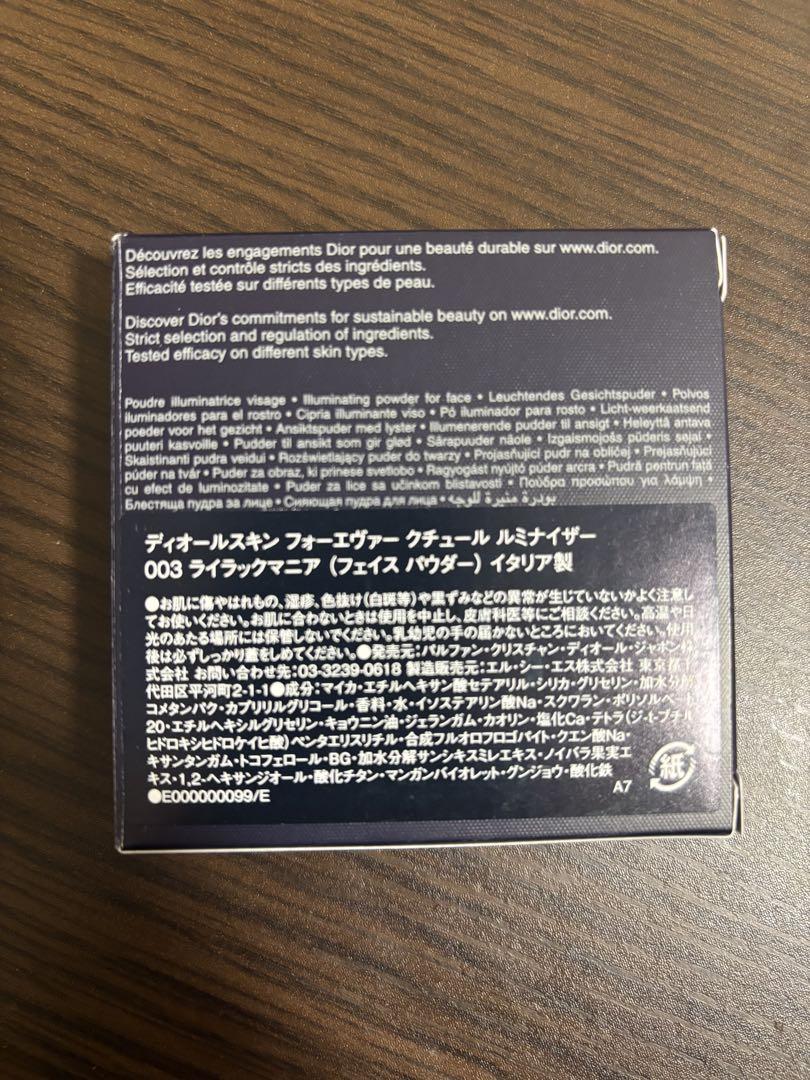 Découvrez les engagements Dior pour une beauté durable sur www.dior.com.
Sélection et contrôle stricts des ingrédients.
Efficacité testée sur différents types de peau.
Discover Dior's commitments for sustainable beauty on www.dior.com.
Strict selection and regulation of ingredients.
Tested efficacy on different skin types.
Poudre illuminatrice visage • Illuminating powder for face • Leuchtendes Gesichtspuder • Polvos
iluminadores para el rostro • Cipria illuminante viso • Pó iluminador para rosto • Licht-weerkaatsend
poeder voor het gezicht • Ansiktspuder med lyster • Illumenerende pudder til ansigt • Heleyttä antava
puuteri kasvoille • Pudder til ansikt som gir glød • Särapuuder näole • Izgaismojošs pūderis sejai •
Skaistinanti pudra veidui • Rozświetlający puder do twarzy • Projasňující pudr na obličej • Prejasňujúci
púder na tvár • Puder za obraz, ki prinese svetlobo • Ragyogást nyújtó púder arcra • Pudră pentrun față
cu efect de luminozitate • Puder za lice sa učinkom blistavosti • Πούδρα προσώπου για λάμψη •
Блестяща пудра за лице • Сияющая пудра для лица • بودرة منيرة للوجه
ディオールスキン フォーエヴァー クチュール ルミナイザー
003 ライラックマニア (フェイス パウダー) イタリア製
●お肌に傷やはれもの、湿疹、色抜け(白斑等)や黒ずみなどの異常が生じていないかよく注意し
てお使いください。お肌に合わないときは使用を中止し、皮膚科医等にご相談ください。高温や日
光のあたる場所には保管しないでください。乳幼児の手の届かないところにおいてください。使用
後は必ずしっかり蓋をしめてください。●発売元:パルファン・クリスチャン・ディオール・ジャポン株
式会社 お問い合わせ先:03-3239-0618 製造販売元:エル・シー・エス株式会社 東京都千
代田区平河町2-1-1●成分:マイカ・エチルヘキサン酸セテアリル・シリカ・グリセリン・加水分解
コメタンパク・カプリリルグリコール・香料・水・イソステアリン酸Na・スクワラン・ポリソルベート
20・エチルヘキシルグリセリン・キョウニン油・ジェランガム・カオリン・塩化Ca・テトラ(ジ-t-ブチル
ヒドロキシヒドロケイヒ酸)ペンタエリスリチル・合成フルオロフロゴパイト・クエン酸Na・
キサンタンガム・トコフェロール・BG・加水分解サンシキスミレエキス・ノイバラ果実エ
キス・1,2-ヘキサンジオール・酸化チタン・マンガンバイオレット・グンジョウ・酸化鉄
●E000000099/E
A7
紙